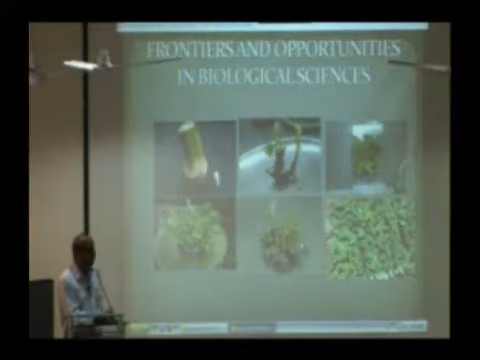 FRONTIERS AND OPPORTUNITIES
IN BIOLOGICAL SCIENCES